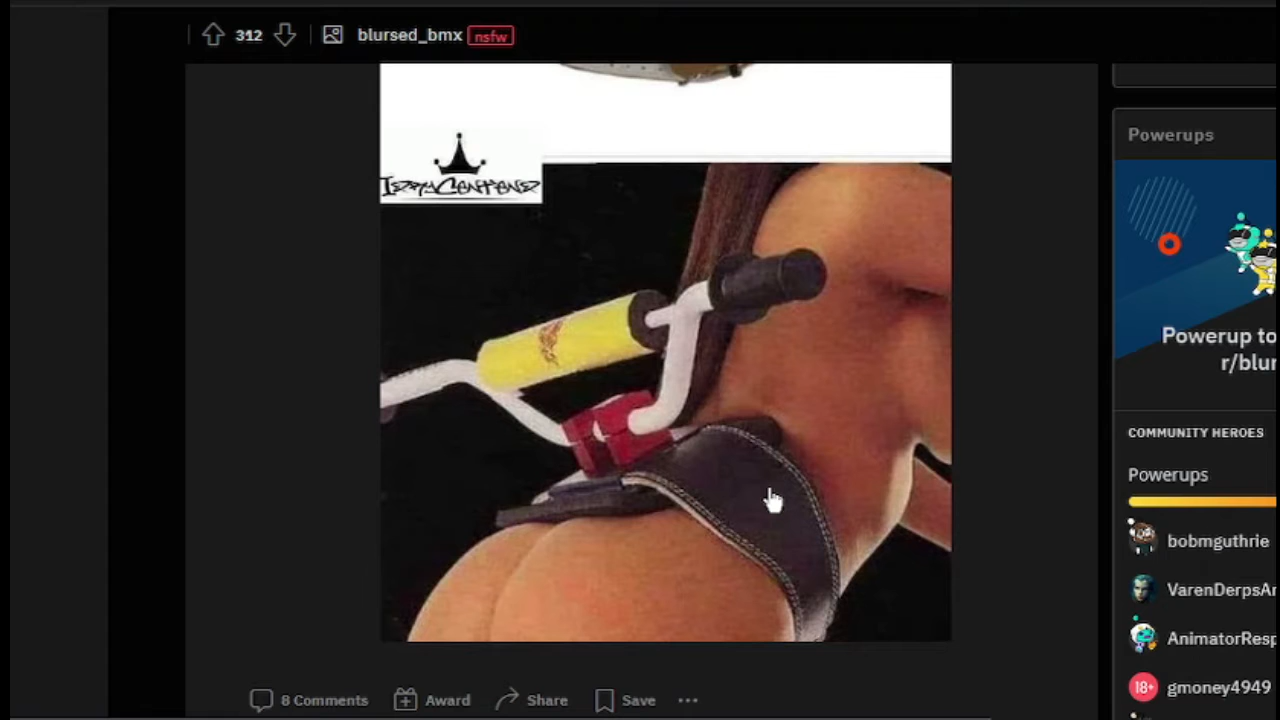 312 blursed_bmx nsfw
Powerups
Powerup to
r/blur
COMMUNITY HEROES
Powerups
bobmguthrie
VarenDerpsAr
AnimatorResp
18+ gmoney4949
8 Comments Award Share Save